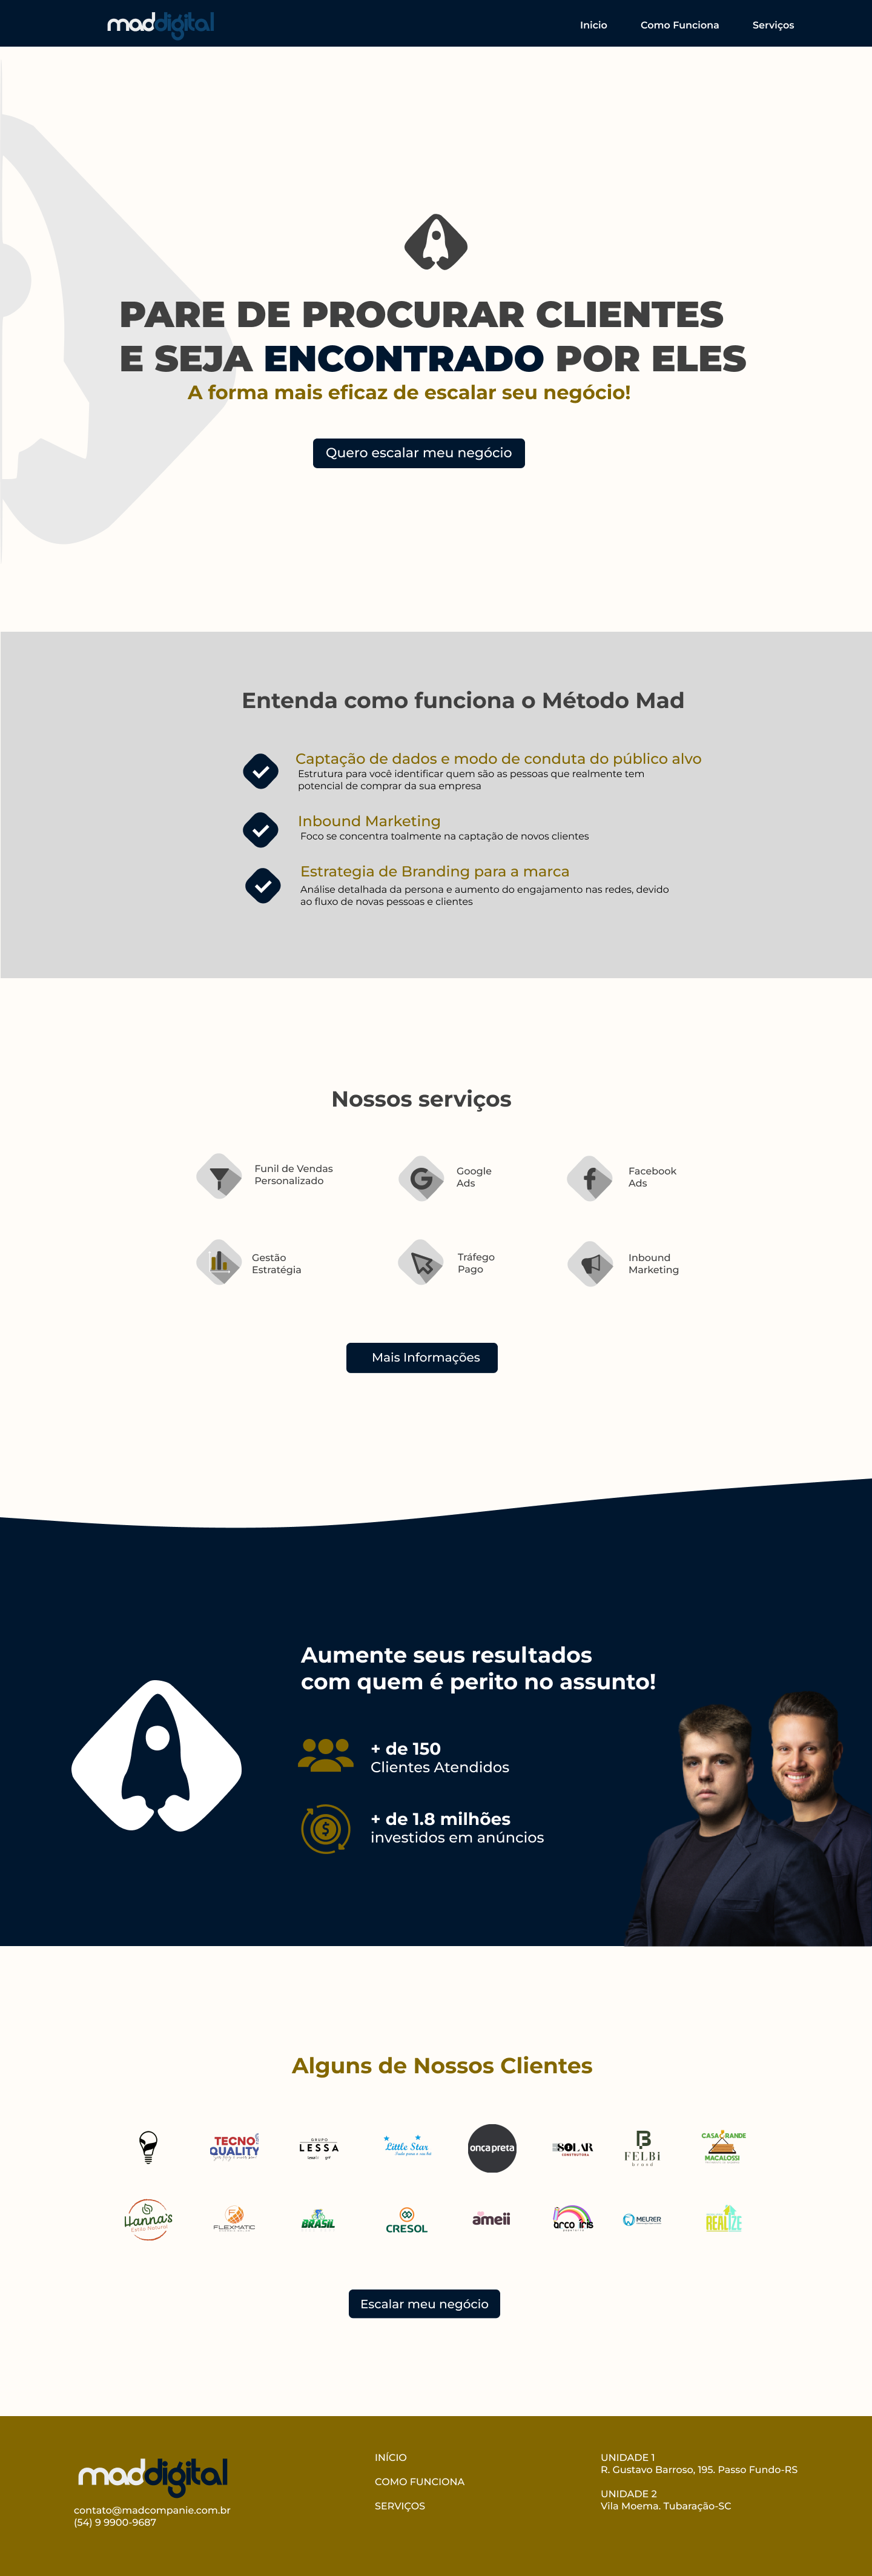 maddigital
Inicio
Como Funciona
Serviços
PARE DE PROCURAR CLIENTES
E SEJA ENCONTRADO POR ELES
A forma mais eficaz de escalar seu negócio!
Quero escalar meu negócio
Entenda como funciona o Método Mad
Captação de dados e modo de conduta do público alvo
Estrutura para você identificar quem são as pessoas que realmente tem
potencial de comprar da sua empresa
Inbound Marketing
Foco se concentra toalmente na captação de novos clientes
Estrategia de Branding para a marca
Análise detalhada da persona e aumento do engajamento nas redes, devido
ao fluxo de novas pessoas e clientes
Nossos serviços
Funil de Vendas
Personalizado
Google
Ads
Facebook
Ads
Gestão
Estratégia
Tráfego
Pago
Inbound
Marketing
Mais Informações
Aumente seus resultados
com quem é perito no assunto!
+ de 150
Clientes Atendidos
+ de 1.8 milhões
investidos em anúncios
Alguns de Nossos Clientes
TECNO
QUALITY
GRUPO
LESSA
Little Star
onçapreta
SOLAR
CONSTRUTORA
FELBi
brand
CASA GRANDE
MACALOSSI
Hanna's
Estilo Natural
FLEXMATIC
BRASIL
CRESOL
ameii
arco iris
MEURER
REALIZE
Escalar meu negócio
maddigital
contato@madcompanie.com.br
(54) 9 9900-9687
INÍCIO
COMO FUNCIONA
SERVIÇOS
UNIDADE 1
R. Gustavo Barroso, 195. Passo Fundo-RS
UNIDADE 2
Vila Moema. Tubaração-SC